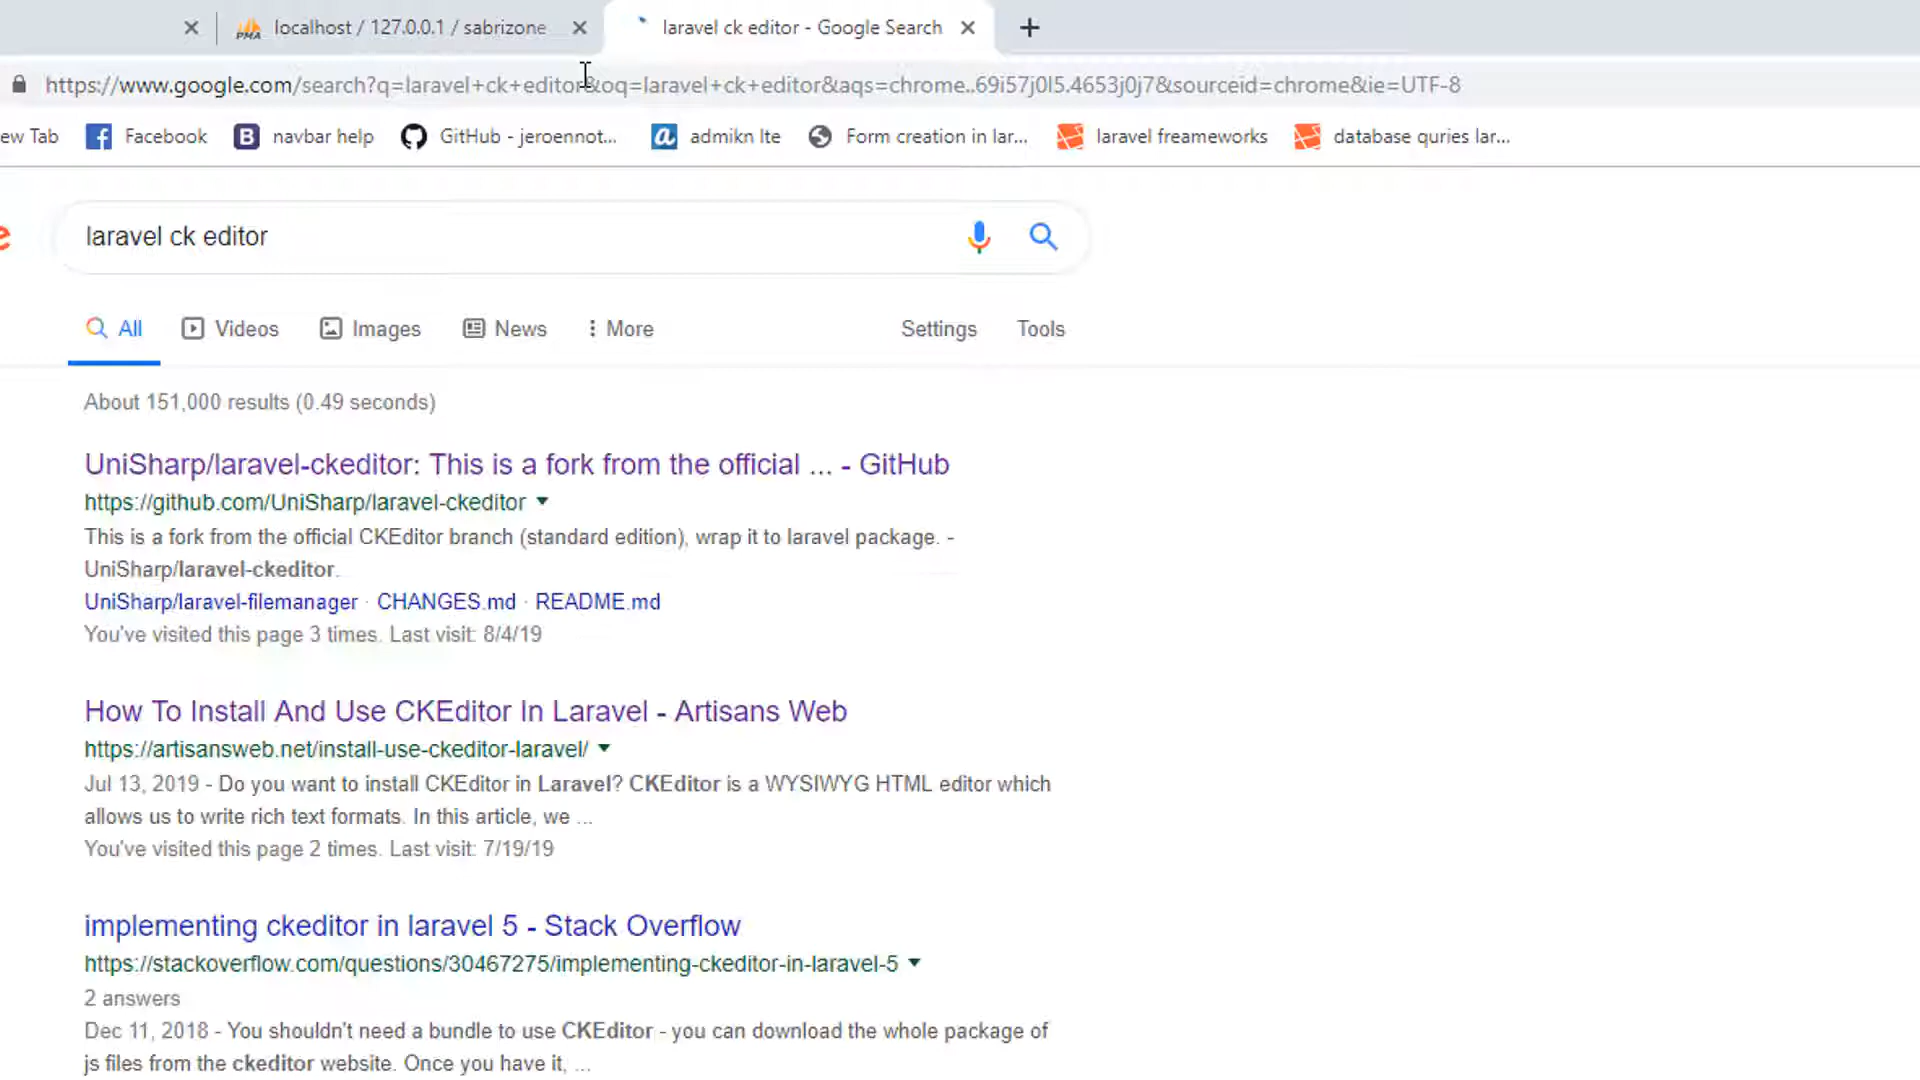 localhost / 127.0.0.1 / sabrizone
laravel ck editor - Google Search
https://www.google.com/search?q=laravel+ck+editor&oq=laravel+ck+editor&aqs=chrome..69i57j0l5.4653j0j7&sourceid=chrome&ie=UTF-8
ew Tab Facebook navbar help GitHub - jeroennot... admikn lte Form creation in lar... laravel freameworks database quries lar...
laravel ck editor
All Videos Images News More Settings Tools
About 151,000 results (0.49 seconds)
UniSharp/laravel-ckeditor: This is a fork from the official ... - GitHub
https://github.com/UniSharp/laravel-ckeditor
This is a fork from the official CKEditor branch (standard edition), wrap it to laravel package. -
UniSharp/laravel-ckeditor.
UniSharp/laravel-filemanager · CHANGES.md · README.md
You've visited this page 3 times. Last visit: 8/4/19
How To Install And Use CKEditor In Laravel - Artisans Web
https://artisansweb.net/install-use-ckeditor-laravel/
Jul 13, 2019 - Do you want to install CKEditor in Laravel? CKEditor is a WYSIWYG HTML editor which
allows us to write rich text formats. In this article, we ...
You've visited this page 2 times. Last visit: 7/19/19
implementing ckeditor in laravel 5 - Stack Overflow
https://stackoverflow.com/questions/30467275/implementing-ckeditor-in-laravel-5
2 answers
Dec 11, 2018 - You shouldn't need a bundle to use CKEditor - you can download the whole package of
js files from the ckeditor website. Once you have it, ...